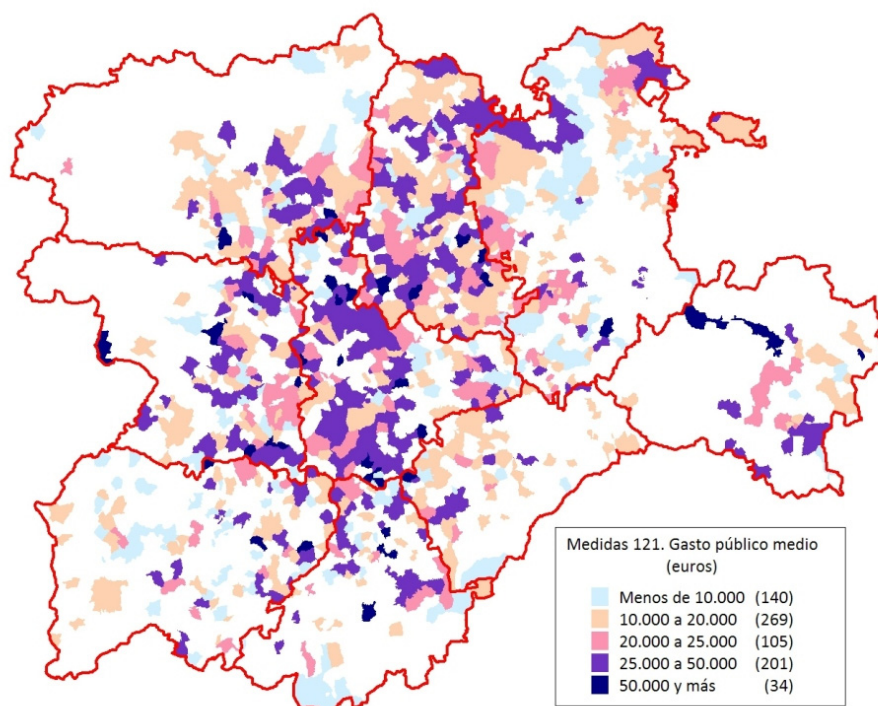 Medidas 121. Gasto público medio
(euros)
Menos de 10.000 (140)
10.000 a 20.000 (269)
20.000 a 25.000 (105)
25.000 a 50.000 (201)
50.000 y más (34)